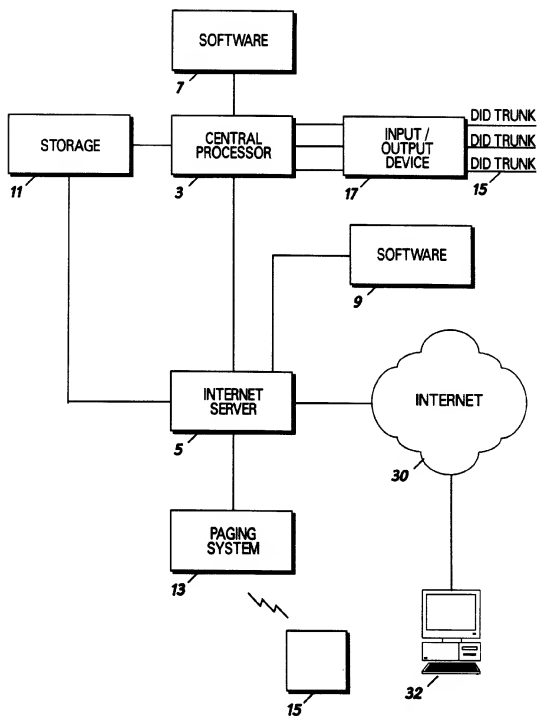 SOFTWARE
7
STORAGE
11
CENTRAL
PROCESSOR
3
INPUT /
OUTPUT
DEVICE
17
DID TRUNK
DID TRUNK
DID TRUNK
15
SOFTWARE
9
INTERNET
SERVER
5
INTERNET
30
PAGING
SYSTEM
13
15
32